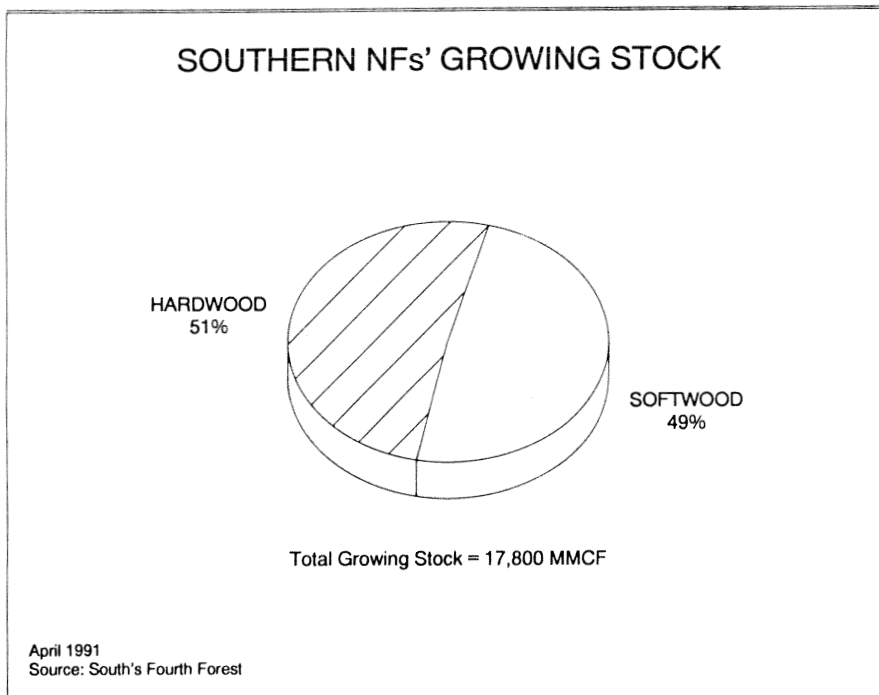 SOUTHERN NFs' GROWING STOCK
HARDWOOD
51%
SOFTWOOD
49%
Total Growing Stock = 17,800 MMCF
April 1991
Source: South's Fourth Forest